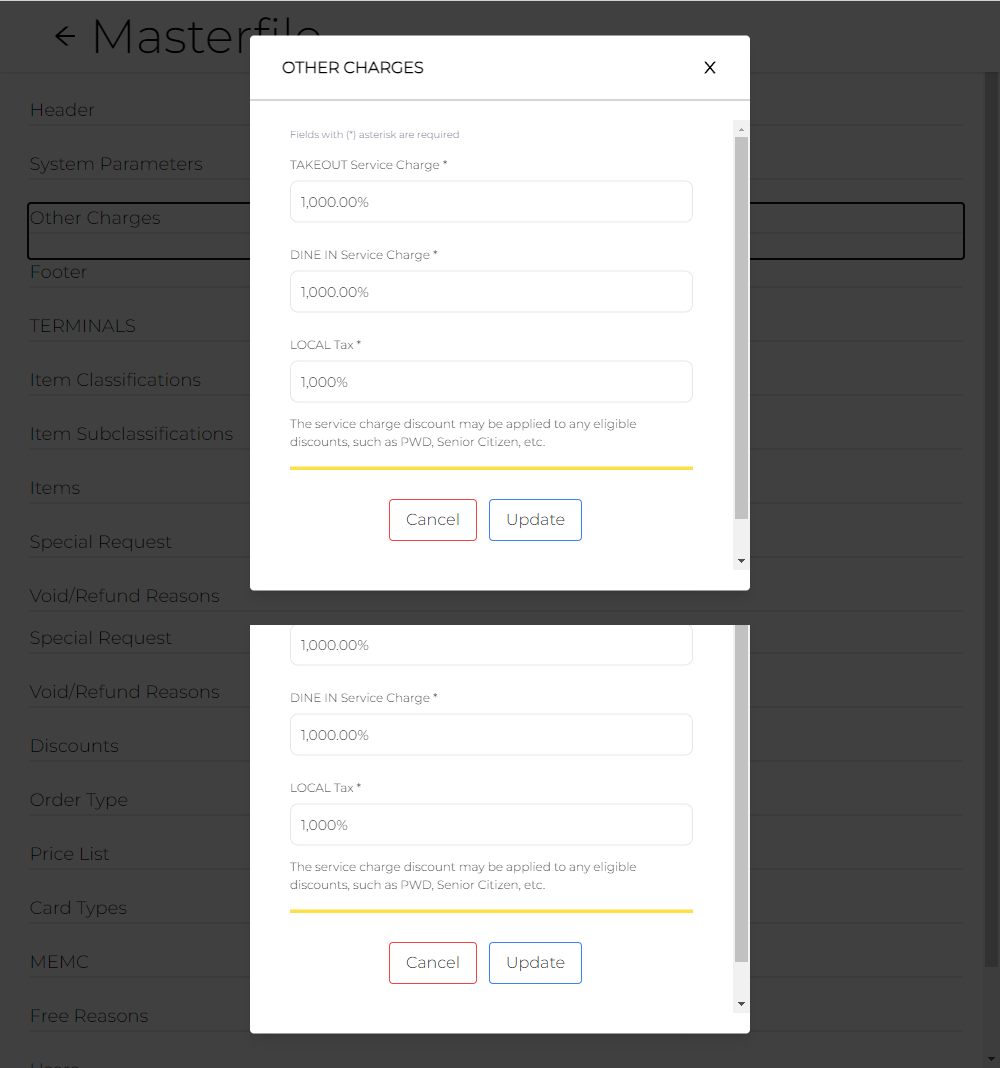 Masterfile
OTHER CHARGES
X
Header
System Parameters
Other Charges
Footer
TERMINALS
Item Classifications
Item Subclassifications
Items
Special Request
Void/Refund Reasons
Special Request
Void/Refund Reasons
Discounts
Order Type
Price List
Card Types
MEMC
Free Reasons
Users
Fields with (*) asterisk are required
TAKEOUT Service Charge *
1,000.00%
DINE IN Service Charge *
1,000.00%
LOCAL Tax *
1,000%
The service charge discount may be applied to any eligible
discounts, such as PWD, Senior Citizen, etc.
Cancel
Update
1,000.00%
DINE IN Service Charge *
1,000.00%
LOCAL Tax *
1,000%
The service charge discount may be applied to any eligible
discounts, such as PWD, Senior Citizen, etc.
Cancel
Update